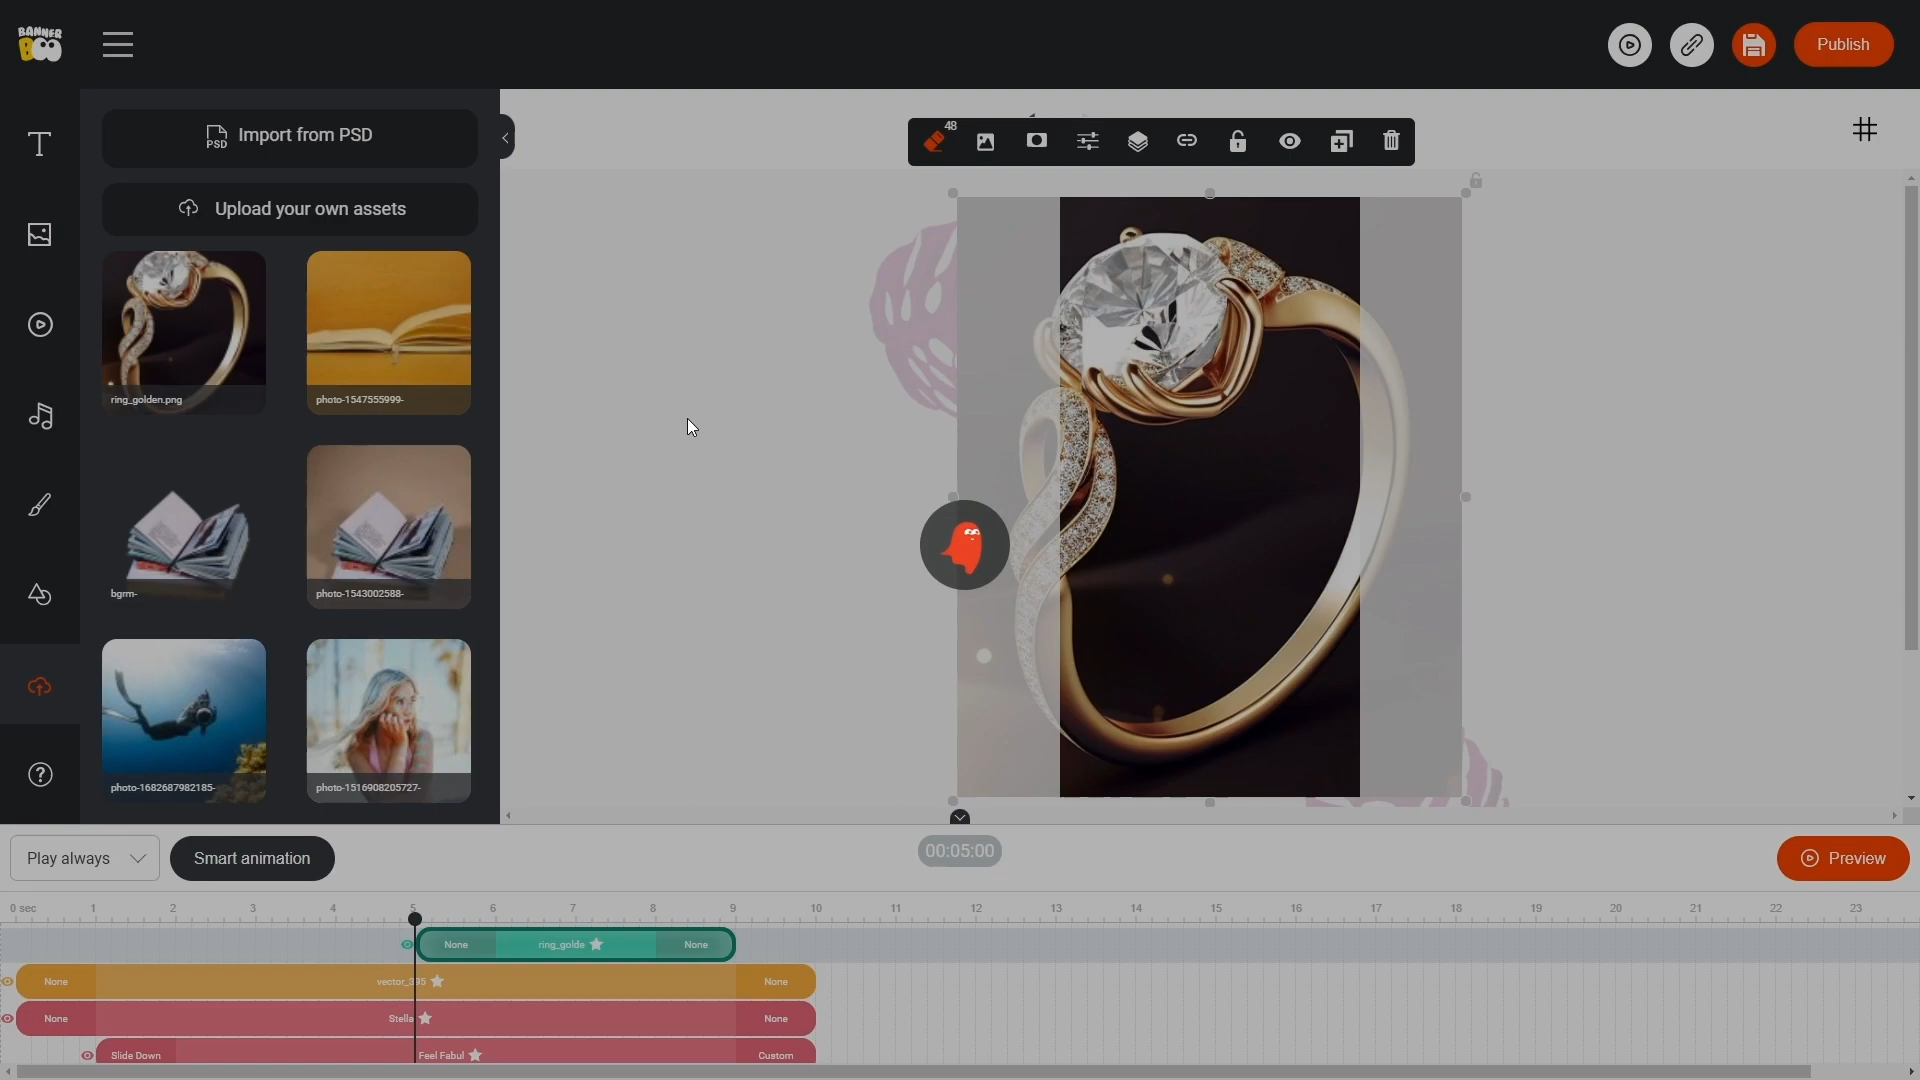 BANNER
BOO
Publish
Import from PSD
PSD
48
Upload your own assets
ring_golden.png
photo-1547555999-
bgrm-
photo-1543002588-
photo-1682687982185-
photo-1516908205727-
Play always
Smart animation
00:05:00
Preview
0 sec 1 2 3 4 5 6 7 8 9 10 11 12 13 14 15 16 17 18 19 20 21 22 23
None ring_golde None
None vector_395 None
None Stella None
Slide Down Feel Fabul Custom